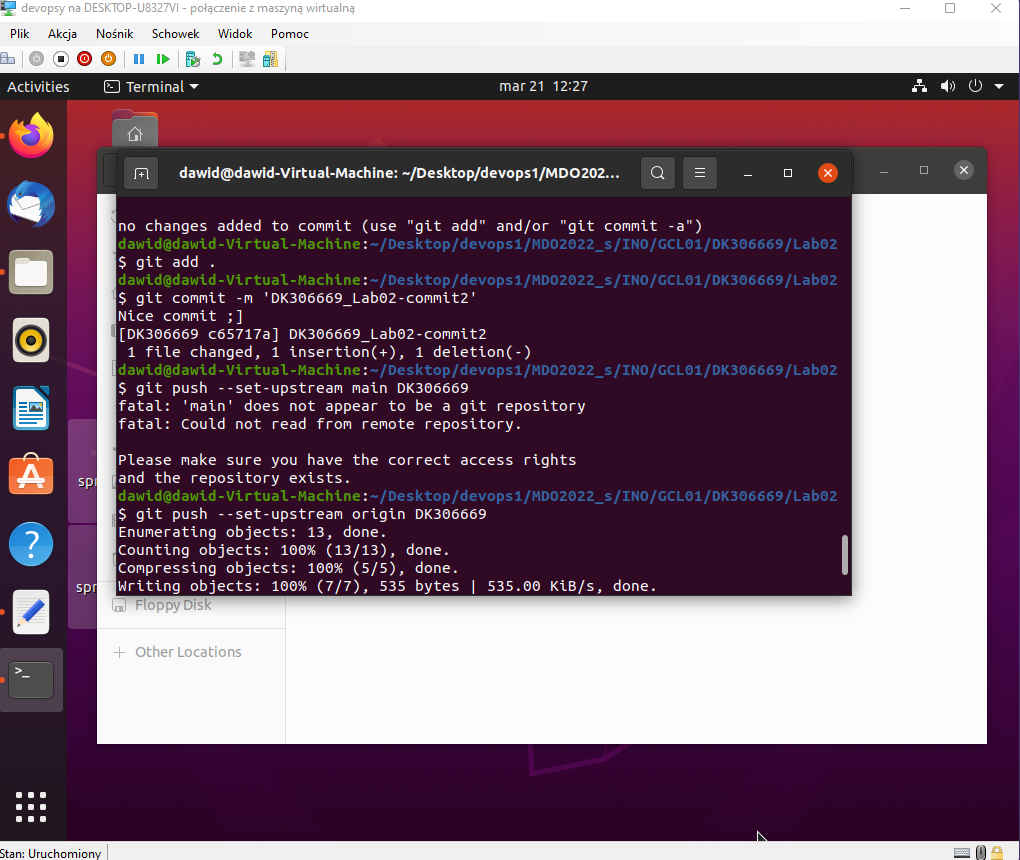 devopsy na DESKTOP-U8327VI - połączenie z maszyną wirtualną
Plik Akcja Nośnik Schowek Widok Pomoc
Activities Terminal mar 21 12:27
dawid@dawid-Virtual-Machine: ~/Desktop/devops1/MDO202...
no changes added to commit (use "git add" and/or "git commit -a")
dawid@dawid-Virtual-Machine:~/Desktop/devops1/MDO2022_s/INO/GCL01/DK306669/Lab02
$ git add .
dawid@dawid-Virtual-Machine:~/Desktop/devops1/MDO2022_s/INO/GCL01/DK306669/Lab02
$ git commit -m 'DK306669_Lab02-commit2'
Nice commit ;]
[DK306669 c65717a] DK306669_Lab02-commit2
1 file changed, 1 insertion(+), 1 deletion(-)
dawid@dawid-Virtual-Machine:~/Desktop/devops1/MDO2022_s/INO/GCL01/DK306669/Lab02
$ git push --set-upstream main DK306669
fatal: 'main' does not appear to be a git repository
fatal: Could not read from remote repository.
Please make sure you have the correct access rights
and the repository exists.
dawid@dawid-Virtual-Machine:~/Desktop/devops1/MDO2022_s/INO/GCL01/DK306669/Lab02
$ git push --set-upstream origin DK306669
Enumerating objects: 13, done.
Counting objects: 100% (13/13), done.
Compressing objects: 100% (5/5), done.
Writing objects: 100% (7/7), 535 bytes | 535.00 KiB/s, done.
spr
spr
Floppy Disk
Other Locations
Stan: Uruchomiony